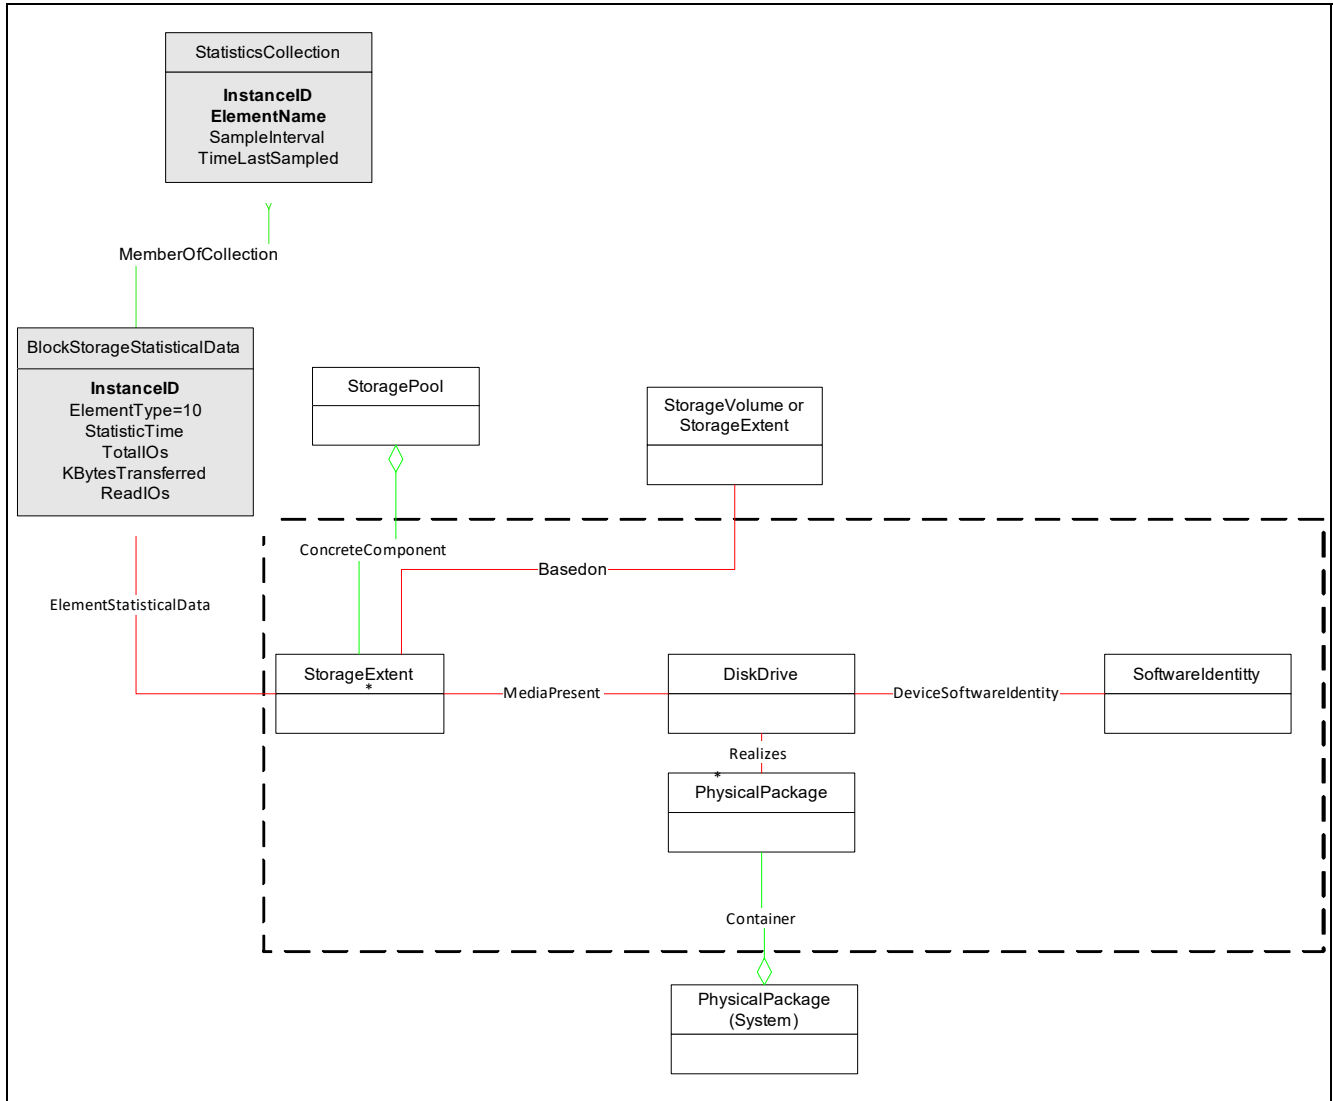 StatisticsCollection
InstanceID
ElementName
SampleInterval
TimeLastSampled
MemberOfCollection
BlockStorageStatisticalData
InstanceID
ElementType=10
StatisticTime
TotalIOs
KBytesTransferred
ReadIOs
StoragePool
StorageVolume or
StorageExtent
ConcreteComponent
Basedon
ElementStatisticalData
StorageExtent
*
MediaPresent
DiskDrive
DeviceSoftwareIdentity
SoftwareIdentitty
Realizes
*
PhysicalPackage
Container
PhysicalPackage
(System)